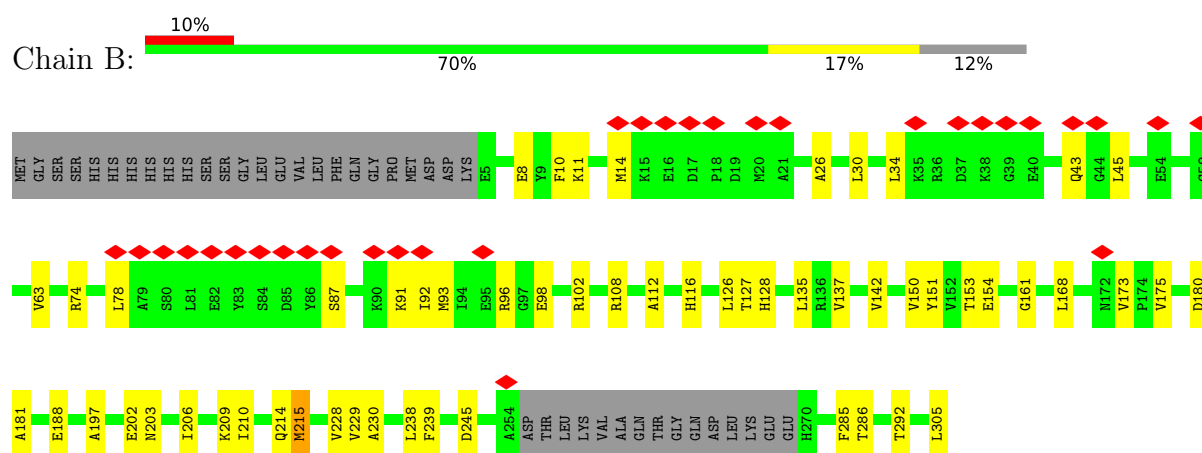 10%
Chain B:
70% 17% 12%
MET GLY SER SER HIS HIS HIS HIS HIS HIS SER SER GLY LEU GLU VAL LEU PHE GLN GLY PRO MET ASP ASP LYS E5 E8 Y9 F10 K11 M14 K15 E16 D17 P18 D19 M20 A21 A26 L30 L34 K35 R36 D37 K38 G39 E40 Q43 G44 L45 E54
V63 R74 L78 A79 S80 L81 E82 Y83 S84 D85 Y86 S87 K90 K91 I92 M93 I94 E95 R96 G97 E98 R102 R108 A112 H116 L126 T127 H128 L135 R136 V137 V142 V150 Y151 V152 T153 E154 G161 L168 N172 V173 P174 V175 D180
A181 E188 A197 E202 N203 I206 K209 I210 Q214 M215 V228 V229 A230 L238 F239 D245 A254 ASP THR LEU LYS VAL ALA GLN THR GLY GLN ASP LEU LYS GLU GLU H270 F285 T286 T292 L305